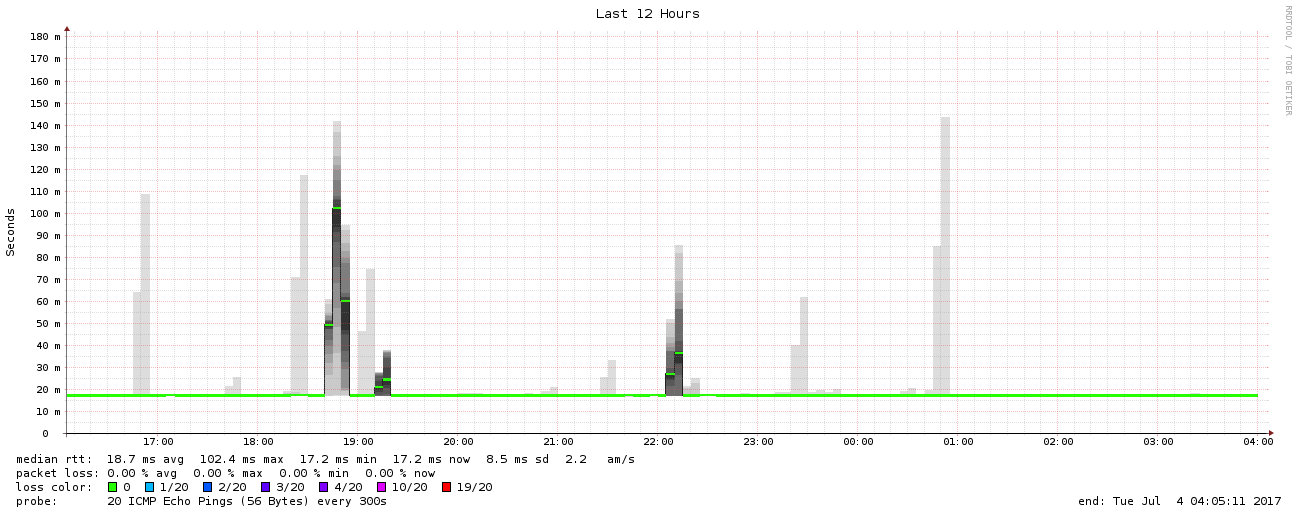 Last 12 Hours
RRDTOOL / TOBI OETIKER
Seconds
180 m
170 m
160 m
150 m
140 m
130 m
120 m
110 m
100 m
90 m
80 m
70 m
60 m
50 m
40 m
30 m
20 m
10 m
0
17:00 18:00 19:00 20:00 21:00 22:00 23:00 00:00 01:00 02:00 03:00 04:00
median rtt: 18.7 ms avg 102.4 ms max 17.2 ms min 17.2 ms now 8.5 ms sd 2.2 am/s
packet loss: 0.00 % avg 0.00 % max 0.00 % min 0.00 % now
loss color: 0 1/20 2/20 3/20 4/20 10/20 19/20
probe: 20 ICMP Echo Pings (56 Bytes) every 300s end: Tue Jul 4 04:05:11 2017